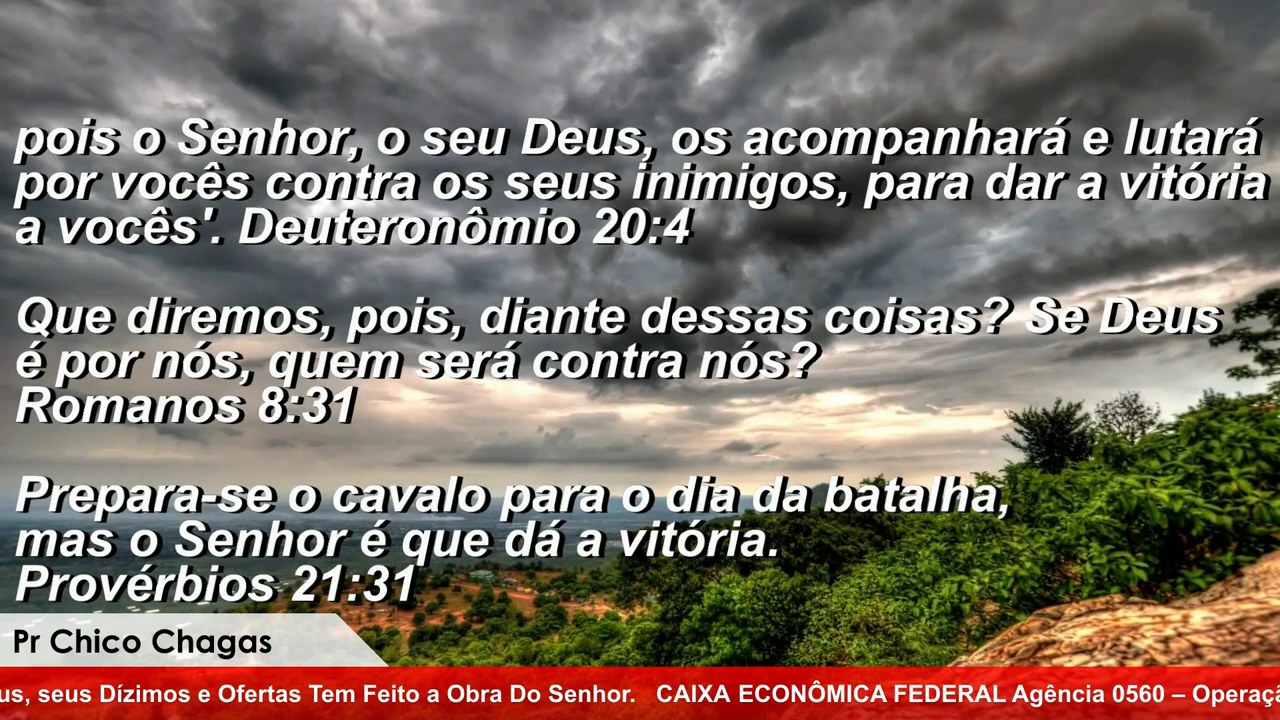 pois o Senhor, o seu Deus, os acompanhará e lutará
por vocês contra os seus inimigos, para dar a vitória
a vocês'. Deuteronômio 20:4
Que diremos, pois, diante dessas coisas? Se Deus
é por nós, quem será contra nós?
Romanos 8:31
Prepara-se o cavalo para o dia da batalha,
mas o Senhor é que dá a vitória.
Provérbios 21:31
Pr Chico Chagas
us, seus Dízimos e Ofertas Tem Feito a Obra Do Senhor. CAIXA ECONÔMICA FEDERAL Agência 0560 – Operaçã